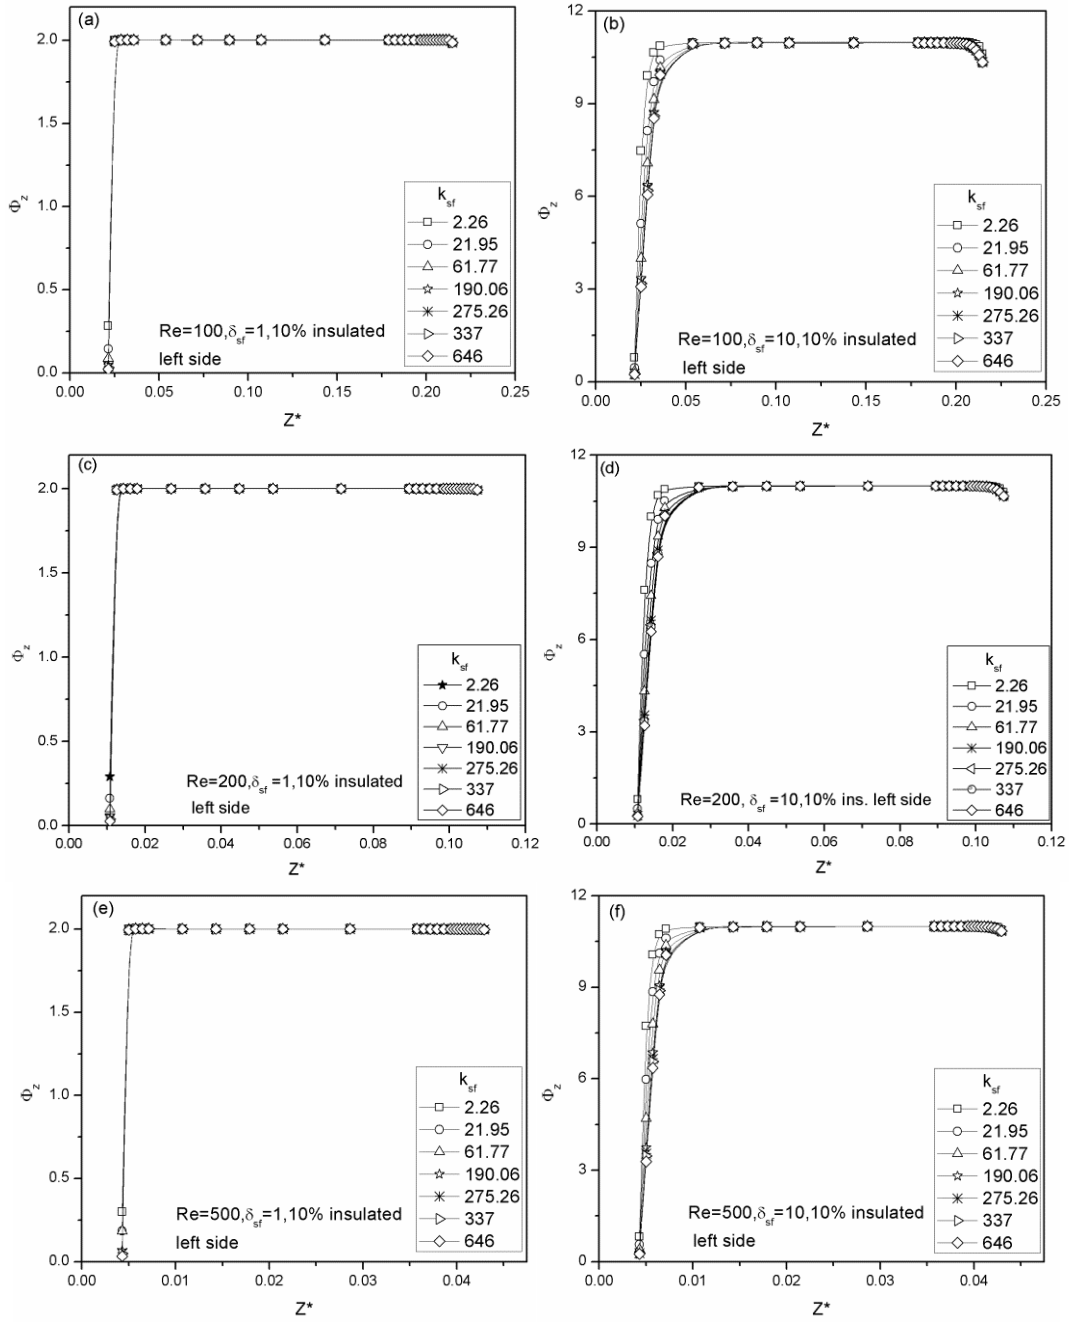 (a)
2.0
1.5
1.0
0.5
0.0
Φz
ksf
2.26
21.95
61.77
190.06
275.26
337
646
Re=100,δsf=1,10% insulated
left side
0.00 0.05 0.10 0.15 0.20 0.25
Z*
(b)
12
9
6
3
0
Φz
ksf
2.26
21.95
61.77
190.06
275.26
337
646
Re=100,δsf=10,10% insulated
left side
0.00 0.05 0.10 0.15 0.20 0.25
Z*
(c)
2.0
1.5
1.0
0.5
0.0
Φz
ksf
2.26
21.95
61.77
190.06
275.26
337
646
Re=200,δsf =1,10% insulated
left side
0.00 0.02 0.04 0.06 0.08 0.10 0.12
Z*
(d)
12
9
6
3
0
Φz
ksf
2.26
21.95
61.77
190.06
275.26
337
646
Re=200, δsf =10,10% ins. left side
0.00 0.02 0.04 0.06 0.08 0.10 0.12
Z*
(e)
2.0
1.5
1.0
0.5
0.0
Φz
ksf
2.26
21.95
61.77
190.06
275.26
337
646
Re=500,δsf=1,10% insulated
left side
0.00 0.01 0.02 0.03 0.04
Z*
(f)
12
9
6
3
0
Φz
ksf
2.26
21.95
61.77
190.06
275.26
337
646
Re=500,δsf=10,10% insulated
left side
0.00 0.01 0.02 0.03 0.04
Z*